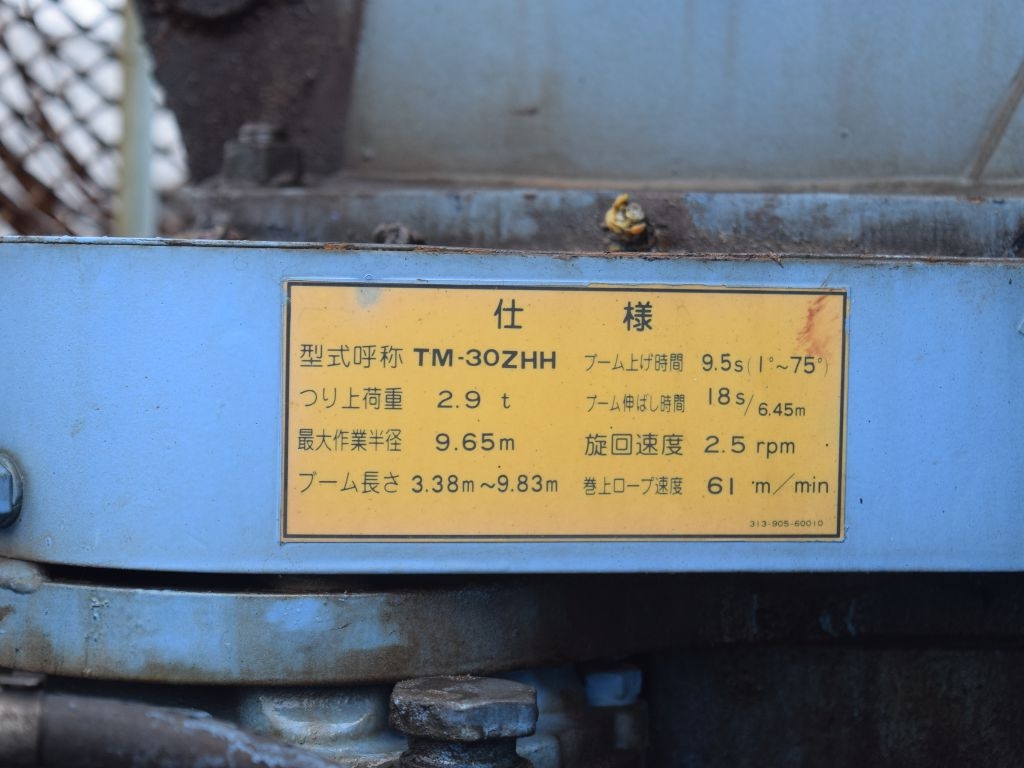 仕様
型式呼称 TM-30ZHH
つり上荷重 2.9 t
最大作業半径 9.65m
ブーム長さ 3.38m~9.83m
ブーム上げ時間 9.5s(1°~75°)
ブーム伸ばし時間 18s/6.45m
旋回速度 2.5 rpm
巻上ロープ速度 61 m/min
313-905-60010